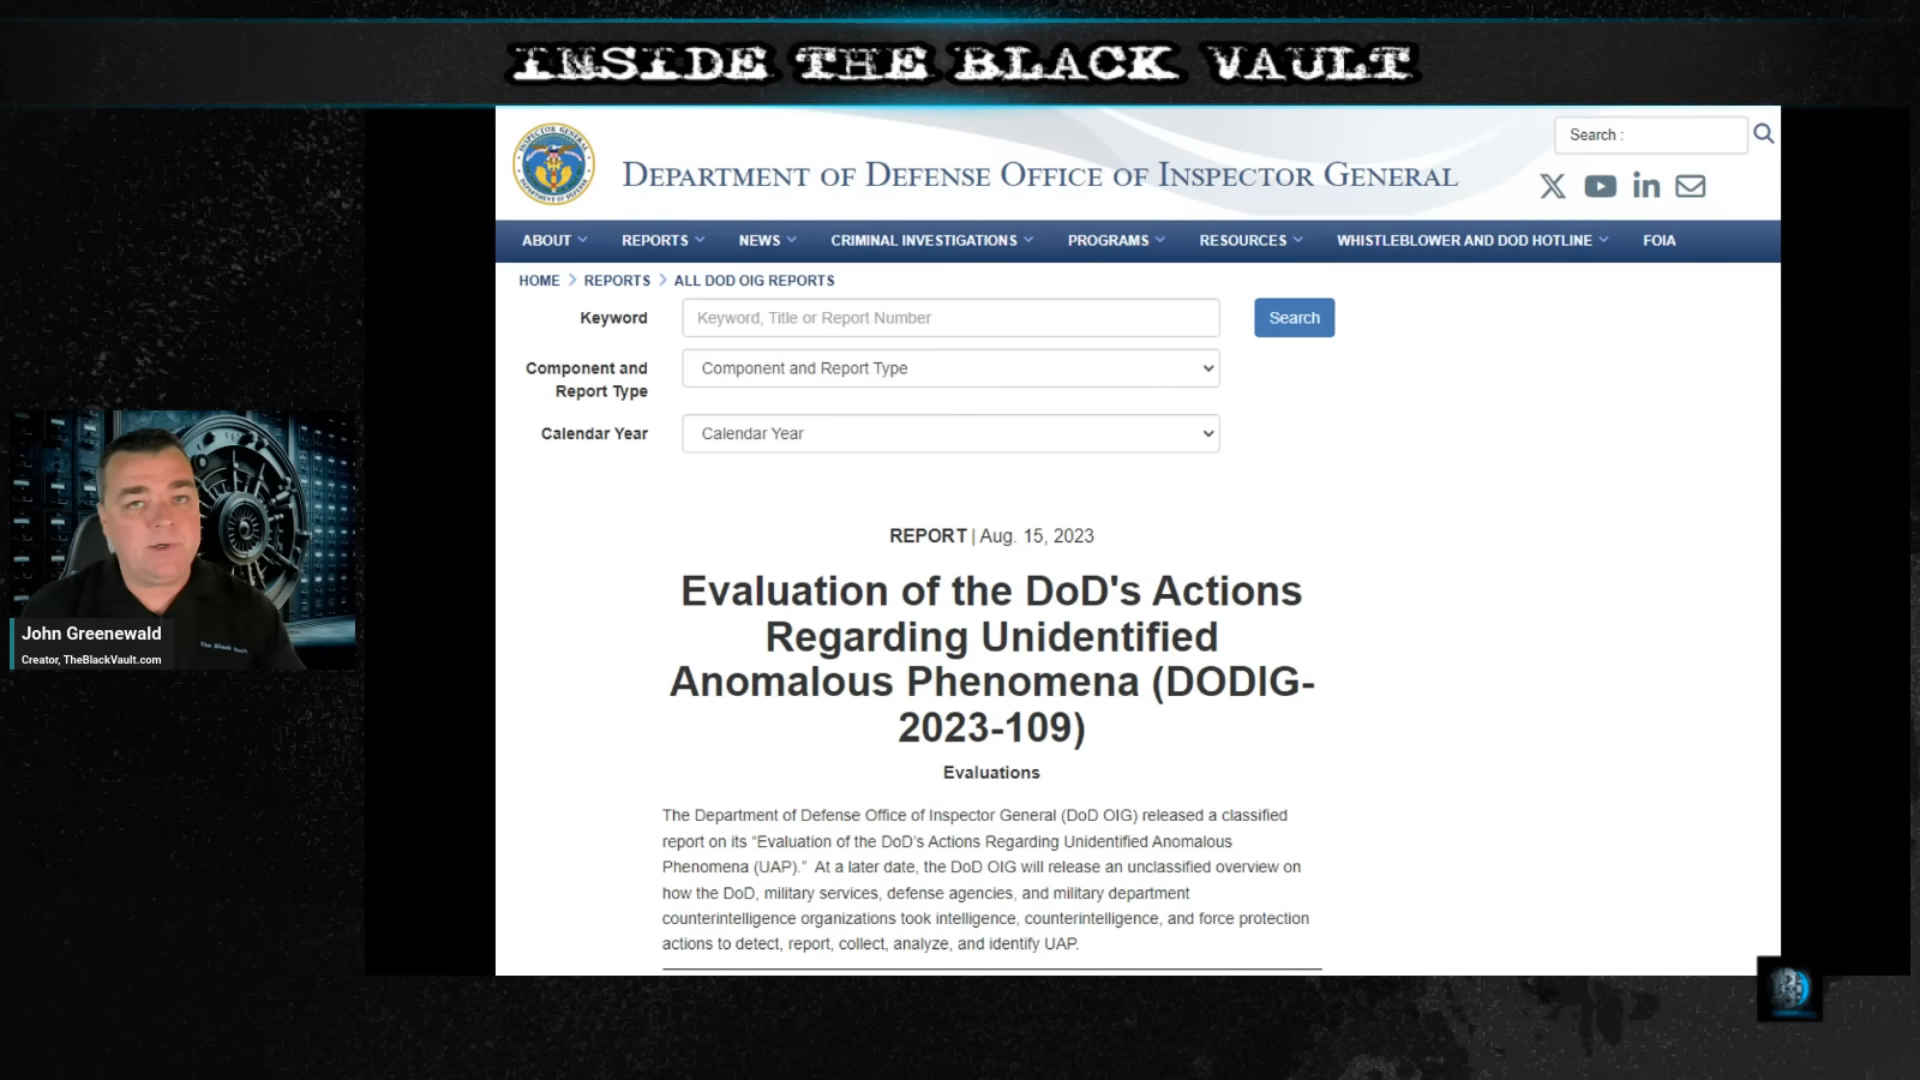 INSIDE THE BLACK VAULT
DEPARTMENT OF DEFENSE OFFICE OF INSPECTOR GENERAL
Search :
ABOUT REPORTS NEWS CRIMINAL INVESTIGATIONS PROGRAMS RESOURCES WHISTLEBLOWER AND DOD HOTLINE FOIA
HOME > REPORTS > ALL DOD OIG REPORTS
Keyword
Keyword, Title or Report Number
Search
Component and
Report Type
Component and Report Type
Calendar Year
Calendar Year
REPORT | Aug. 15, 2023
Evaluation of the DoD's Actions
Regarding Unidentified
Anomalous Phenomena (DODIG-
2023-109)
Evaluations
The Department of Defense Office of Inspector General (DoD OIG) released a classified
report on its “Evaluation of the DoD’s Actions Regarding Unidentified Anomalous
Phenomena (UAP).” At a later date, the DoD OIG will release an unclassified overview on
how the DoD, military services, defense agencies, and military department
counterintelligence organizations took intelligence, counterintelligence, and force protection
actions to detect, report, collect, analyze, and identify UAP.
The Black Vault
John Greenewald
Creator, TheBlackVault.com